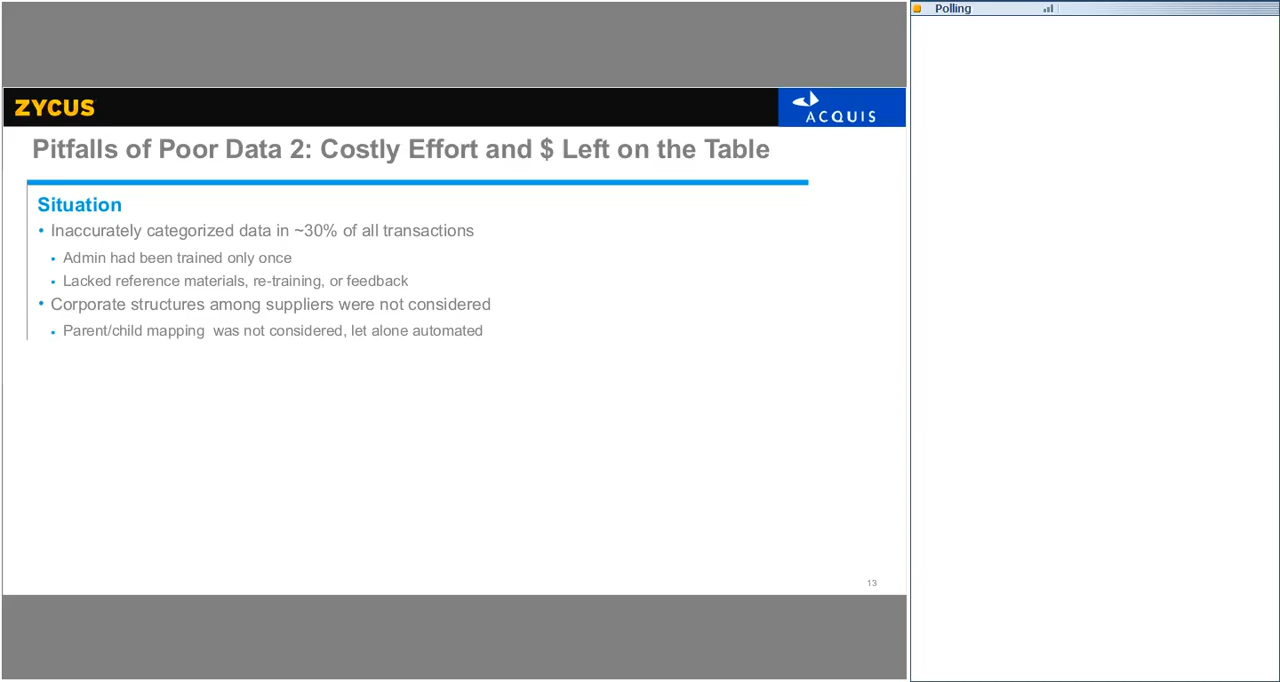 Polling
ZYCUS
ACQUIS
Pitfalls of Poor Data 2: Costly Effort and $ Left on the Table
Situation
• Inaccurately categorized data in ~30% of all transactions
• Admin had been trained only once
• Lacked reference materials, re-training, or feedback
• Corporate structures among suppliers were not considered
• Parent/child mapping  was not considered, let alone automated
13